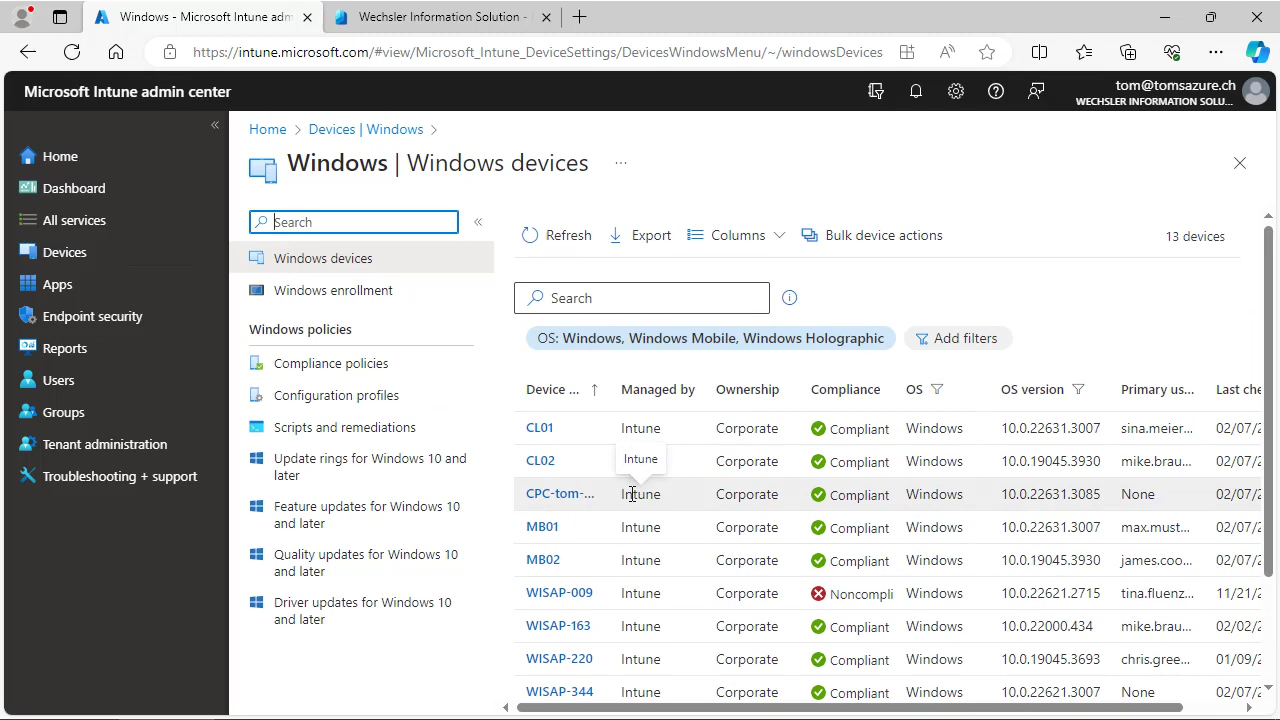 Windows - Microsoft Intune adm
Wechsler Information Solution -
https://intune.microsoft.com/#view/Microsoft_Intune_DeviceSettings/DevicesWindowsMenu/~/windowsDevices
Microsoft Intune admin center
tom@tomsazure.ch
WECHSLER INFORMATION SOLU...
Home
Dashboard
All services
Devices
Apps
Endpoint security
Reports
Users
Groups
Tenant administration
Troubleshooting + support
Home > Devices | Windows >
Windows | Windows devices ...
Search
Windows devices
Windows enrollment
Windows policies
Compliance policies
Configuration profiles
Scripts and remediations
Update rings for Windows 10 and
later
Feature updates for Windows 10
and later
Quality updates for Windows 10
and later
Driver updates for Windows 10
and later
Refresh Export Columns Bulk device actions 13 devices
Search
OS: Windows, Windows Mobile, Windows Holographic Add filters
Device ... ↑ Managed by Ownership Compliance OS OS version Primary us... Last che
CL01 Intune Corporate Compliant Windows 10.0.22631.3007 sina.meier... 02/07/2
Intune
CL02 Corporate Compliant Windows 10.0.19045.3930 mike.brau... 02/07/2
CPC-tom-... Intune Corporate Compliant Windows 10.0.22631.3085 None 02/07/2
MB01 Intune Corporate Compliant Windows 10.0.22631.3007 max.must... 02/07/2
MB02 Intune Corporate Compliant Windows 10.0.19045.3930 james.coo... 02/07/2
WISAP-009 Intune Corporate Noncompli Windows 10.0.22621.2715 tina.fluenz... 11/21/2
WISAP-163 Intune Corporate Compliant Windows 10.0.22000.434 mike.brau... 02/02/2
WISAP-220 Intune Corporate Compliant Windows 10.0.19045.3693 chris.gree... 01/09/2
WISAP-344 Intune Corporate Compliant Windows 10.0.22621.3007 None 02/07/2